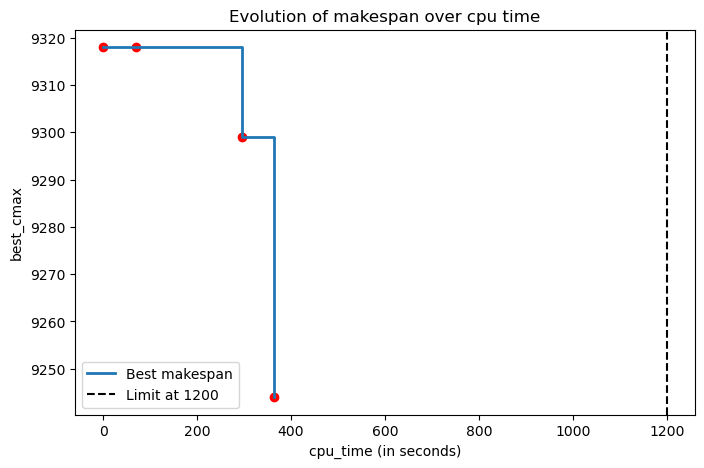 Evolution of makespan over cpu time
best_cmax
9320
9310
9300
9290
9280
9270
9260
9250
Best makespan
Limit at 1200
0 200 400 600 800 1000 1200
cpu_time (in seconds)